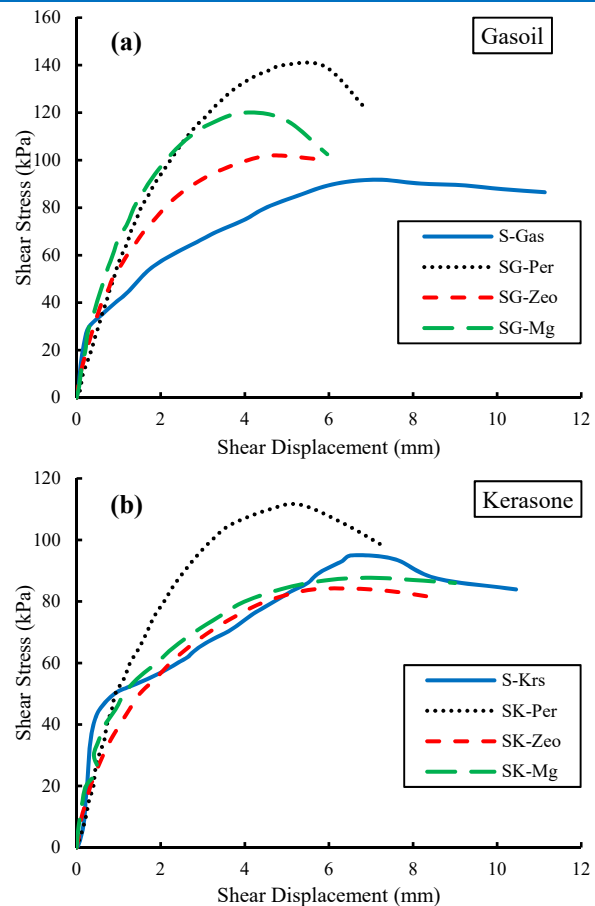 (a)
Gasoil
Shear Stress (kPa)
160
140
120
100
80
60
40
20
0
S-Gas
SG-Per
SG-Zeo
SG-Mg
0 2 4 6 8 10 12
Shear Displacement (mm)
(b)
Kerasone
Shear Stress (kPa)
120
100
80
60
40
20
0
S-Krs
SK-Per
SK-Zeo
SK-Mg
0 2 4 6 8 10 12
Shear Displacement (mm)